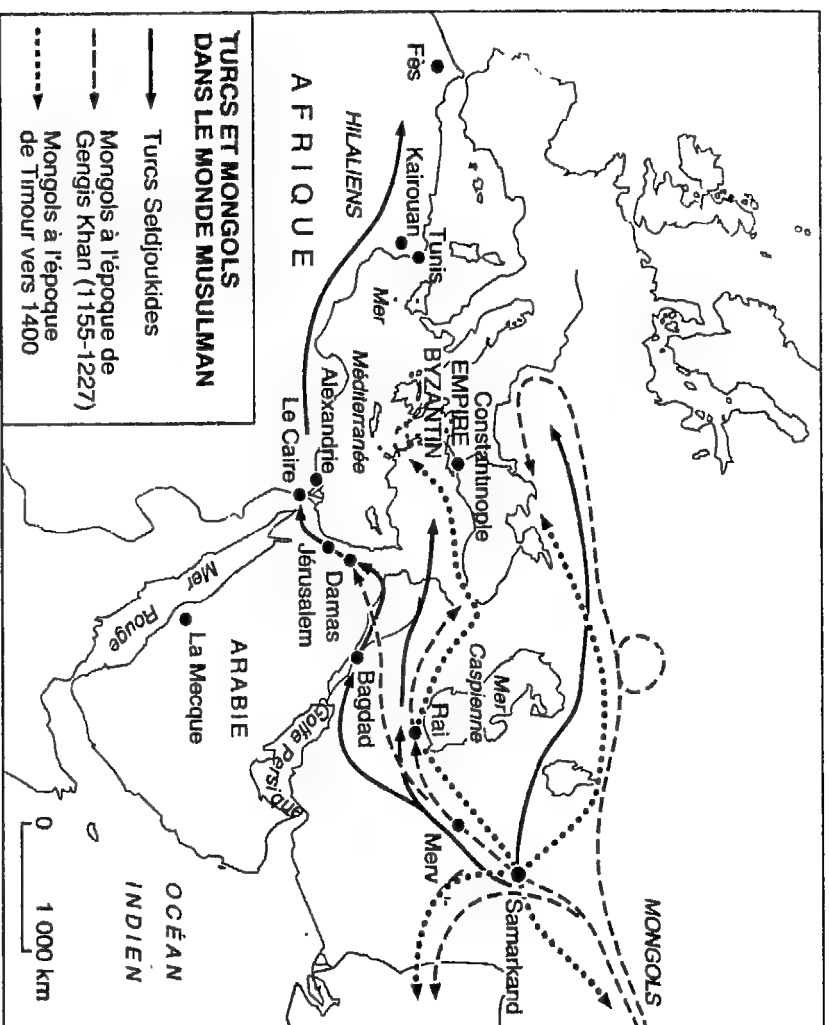 TURCS ET MONGOLS
DANS LE MONDE MUSULMAN
Turcs Seldjoukides
Mongols à l'époque de
Gengis Khan (1155-1227)
Mongols à l'époque
de Timour vers 1400
AFRIQUE
HILALIENS
Fès
Kairouan
Tunis
Mer
Méditerranée
EMPIRE
BYZANTIN
Constantinople
Alexandrie
Le Caire
Jérusalem
Damas
Bagdad
Mer
Rouge
La Mecque
ARABIE
Golfe Persique
Mer
Caspienne
Rai
Merv
Samarkand
MONGOLS
OCÉAN
INDIEN
0 1 000 km